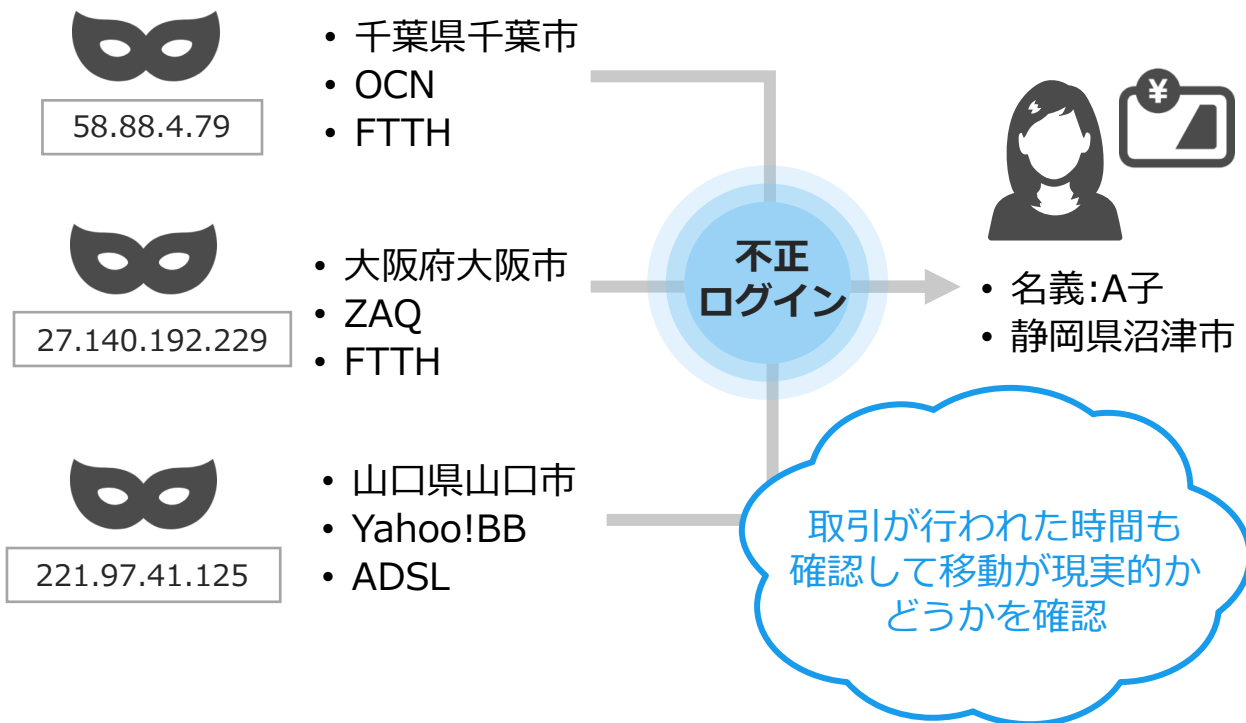 • 千葉県千葉市
• OCN
• FTTH
58.88.4.79
• 大阪府大阪市
• ZAQ
• FTTH
27.140.192.229
• 山口県山口市
• Yahoo!BB
• ADSL
221.97.41.125
不正
ログイン
¥
• 名義:A子
• 静岡県沼津市
取引が行われた時間も
確認して移動が現実的か
どうかを確認